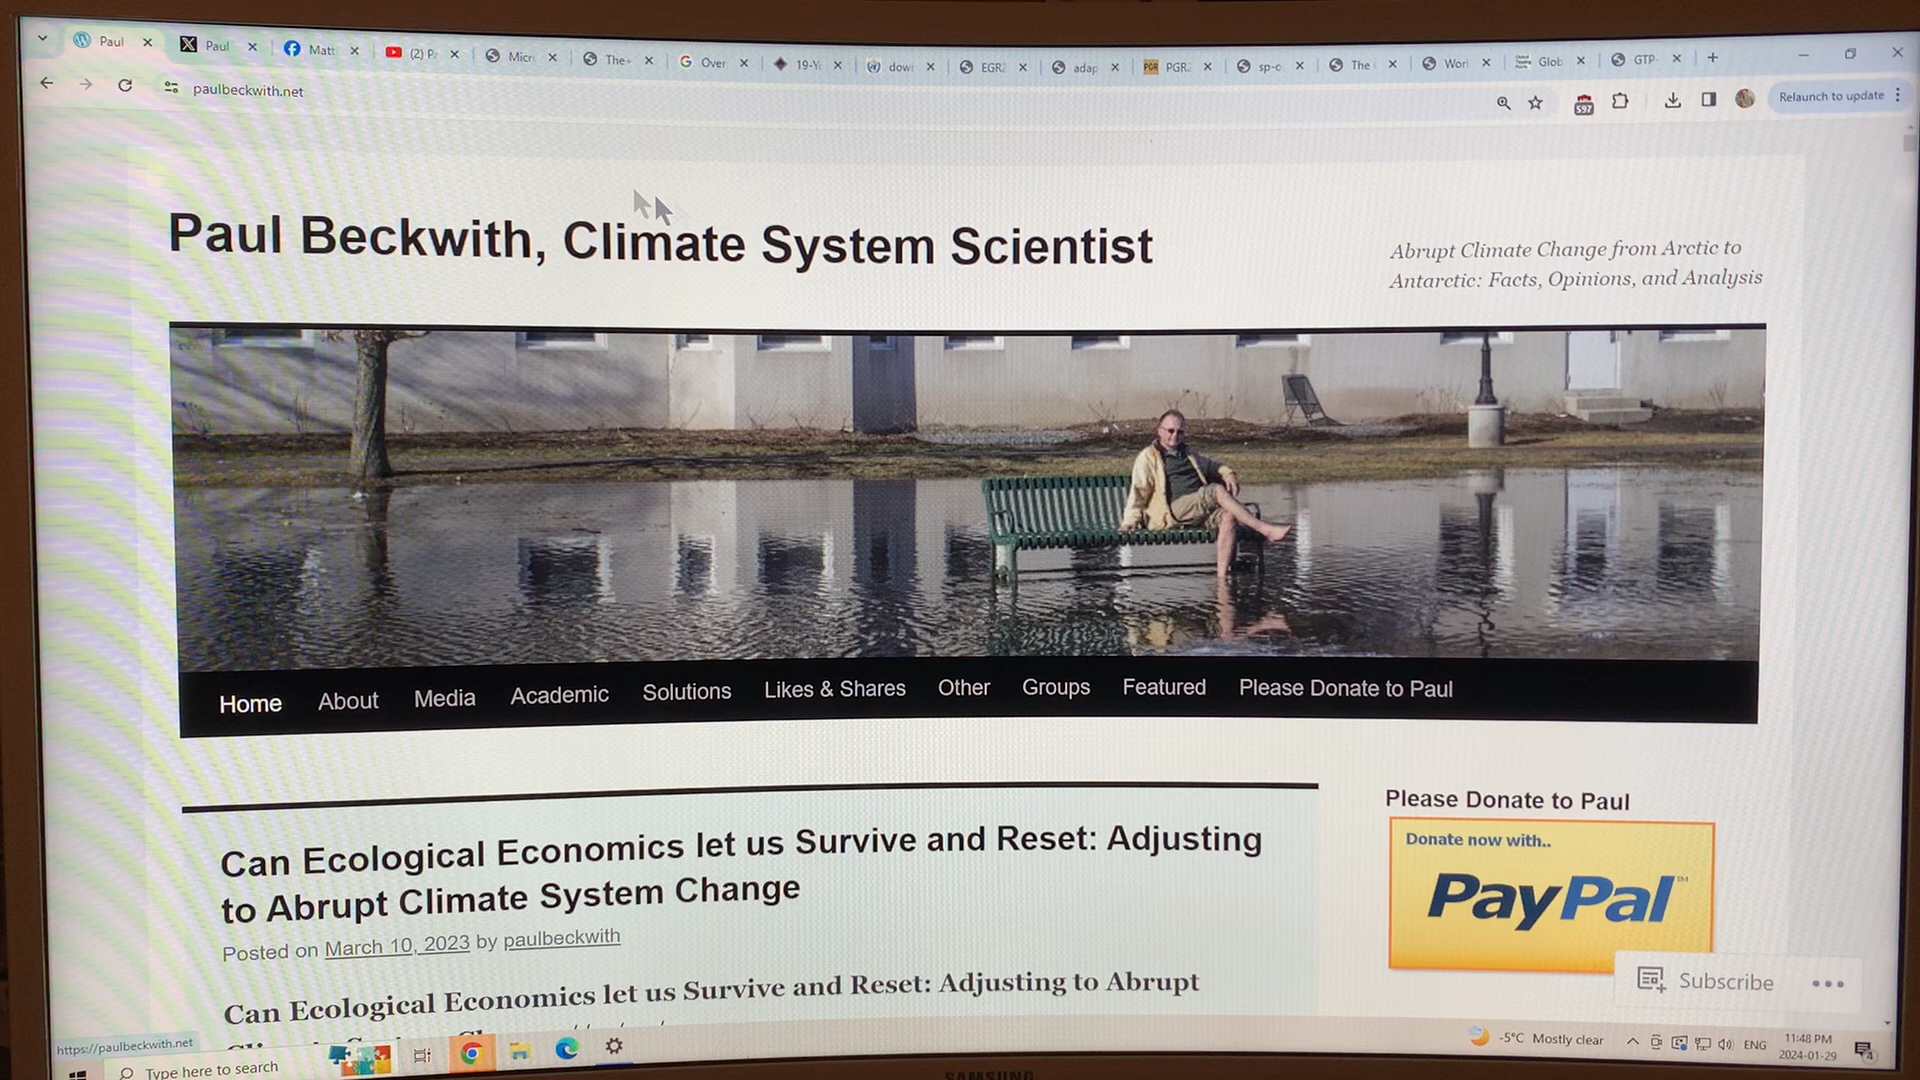 Paul
Paul
Matt
(2) P
Micr
The
Over
19-Y
dow
EGR
adap
PGR
PGR
sp-o
The
Worl
Glob
GTP
paulbeckwith.net
557
Relaunch to update
Paul Beckwith, Climate System Scientist
Abrupt Climate Change from Arctic to
Antarctic: Facts, Opinions, and Analysis
Home
About
Media
Academic
Solutions
Likes & Shares
Other
Groups
Featured
Please Donate to Paul
Can Ecological Economics let us Survive and Reset: Adjusting
to Abrupt Climate System Change
Posted on March 10, 2023 by paulbeckwith
Can Ecological Economics let us Survive and Reset: Adjusting to Abrupt
Please Donate to Paul
Donate now with..
PayPal™
Subscribe
https://paulbeckwith.net
Type here to search
-5°C Mostly clear
ENG
11:48 PM
2024-01-29
4
SAMSUNG